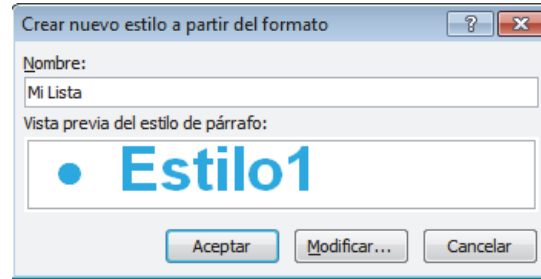 Crear nuevo estilo a partir del formato
Nombre:
Mi Lista
Vista previa del estilo de párrafo:
• Estilo1
Aceptar Modificar... Cancelar